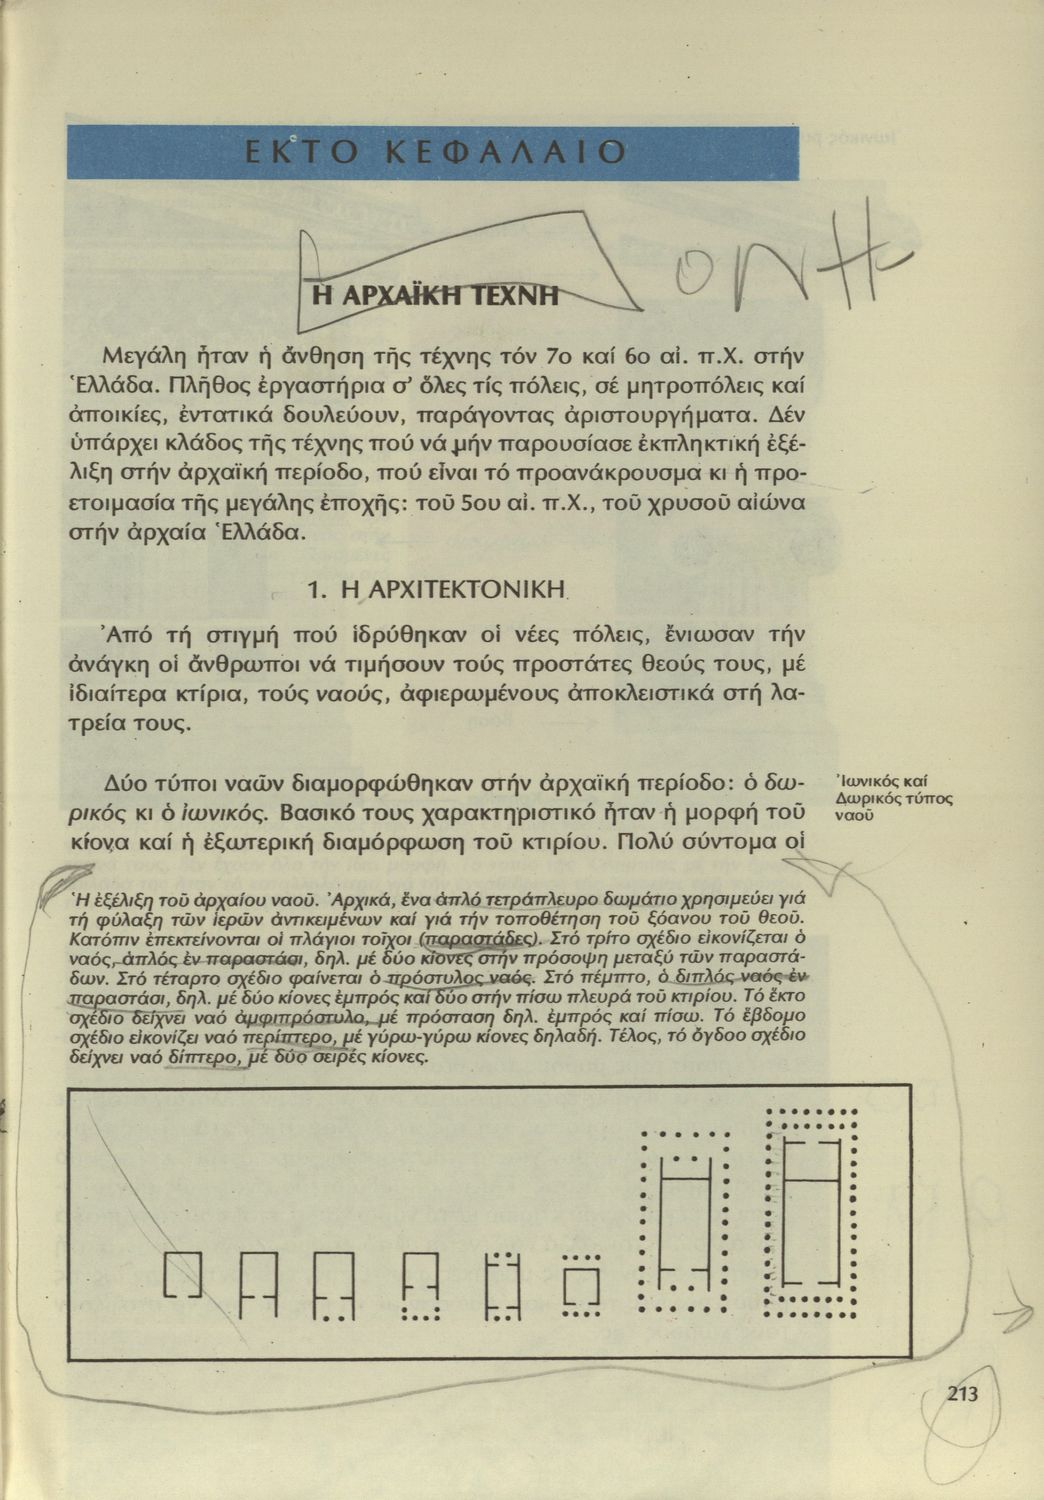 ΕΚΤΟ ΚΕΦΑΛΑΙΟ
ΟΝΗ
Η ΑΡΧΑΪΚΗ ΤΕΧΝΗ
Μεγάλη ἦταν ἡ ἄνθηση τῆς τέχνης τόν 7ο καί 6ο αἰ. π.Χ. στήν
Ἑλλάδα. Πλῆθος ἐργαστήρια σ' ὅλες τίς πόλεις, σέ μητροπόλεις καί
ἀποικίες, ἐντατικά δουλεύουν, παράγοντας ἀριστουργήματα. Δέν
ὑπάρχει κλάδος τῆς τέχνης πού νά μήν παρουσίασε ἐκπληκτική ἐξέ-
λιξη στήν ἀρχαϊκή περίοδο, πού εἶναι τό προανάκρουσμα κι ἡ προ-
ετοιμασία τῆς μεγάλης ἐποχῆς: τοῦ 5ου αἰ. π.Χ., τοῦ χρυσοῦ αἰώνα
στήν ἀρχαία Ἑλλάδα.
1. Η ΑΡΧΙΤΕΚΤΟΝΙΚΗ
Ἀπό τή στιγμή πού ἱδρύθηκαν οἱ νέες πόλεις, ἔνιωσαν τήν
ἀνάγκη οἱ ἄνθρωποι νά τιμήσουν τούς προστάτες θεούς τους, μέ
ἰδιαίτερα κτίρια, τούς ναούς, ἀφιερωμένους ἀποκλειστικά στή λα-
τρεία τους.
Δύο τύποι ναῶν διαμορφώθηκαν στήν ἀρχαϊκή περίοδο: ὁ δω-
ρικός κι ὁ ἰωνικός. Βασικό τους χαρακτηριστικό ἦταν ἡ μορφή τοῦ
κίονα καί ἡ ἐξωτερική διαμόρφωση τοῦ κτιρίου. Πολύ σύντομα οἱ
Ἰωνικός καί
Δωρικός τύπος
ναοῦ
Ἡ ἐξέλιξη τοῦ ἀρχαίου ναοῦ. Ἀρχικά, ἕνα ἁπλό τετράπλευρο δωμάτιο χρησιμεύει γιά
τή φύλαξη τῶν ἱερῶν ἀντικειμένων καί γιά τήν τοποθέτηση τοῦ ξόανου τοῦ θεοῦ.
Κατόπιν ἐπεκτείνονται οἱ πλάγιοι τοῖχοι (παραστάδες). Στό τρίτο σχέδιο εἰκονίζεται ὁ
ναός, ἁπλός ἐν παραστάσι, δηλ. μέ δύο κίονες στήν πρόσοψη μεταξύ τῶν παραστά-
δων. Στό τέταρτο σχέδιο φαίνεται ὁ πρόστυλος ναός. Στό πέμπτο, ὁ διπλός ναός ἐν
παραστάσι, δηλ. μέ δύο κίονες ἐμπρός καί δύο στήν πίσω πλευρά τοῦ κτιρίου. Τό ἕκτο
σχέδιο δείχνει ναό ἀμφιπρόστυλο, μέ πρόσταση δηλ. ἐμπρός καί πίσω. Τό ἕβδομο
σχέδιο εἰκονίζει ναό περίπτερο, μέ γύρω-γύρω κίονες δηλαδή. Τέλος, τό ὄγδοο σχέδιο
δείχνει ναό δίπτερο, μέ δύο σειρές κίονες.
213